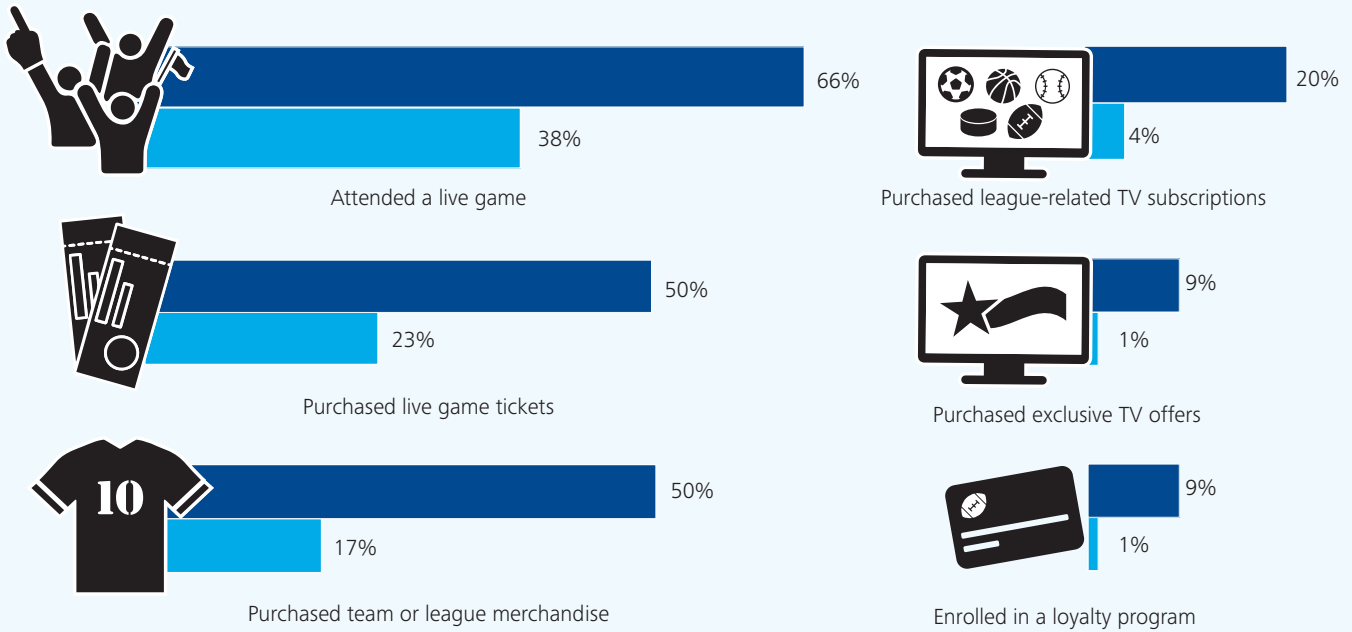 66%
38%
Attended a live game
50%
23%
Purchased live game tickets
10
50%
17%
Purchased team or league merchandise
20%
4%
Purchased league-related TV subscriptions
9%
1%
Purchased exclusive TV offers
9%
1%
Enrolled in a loyalty program